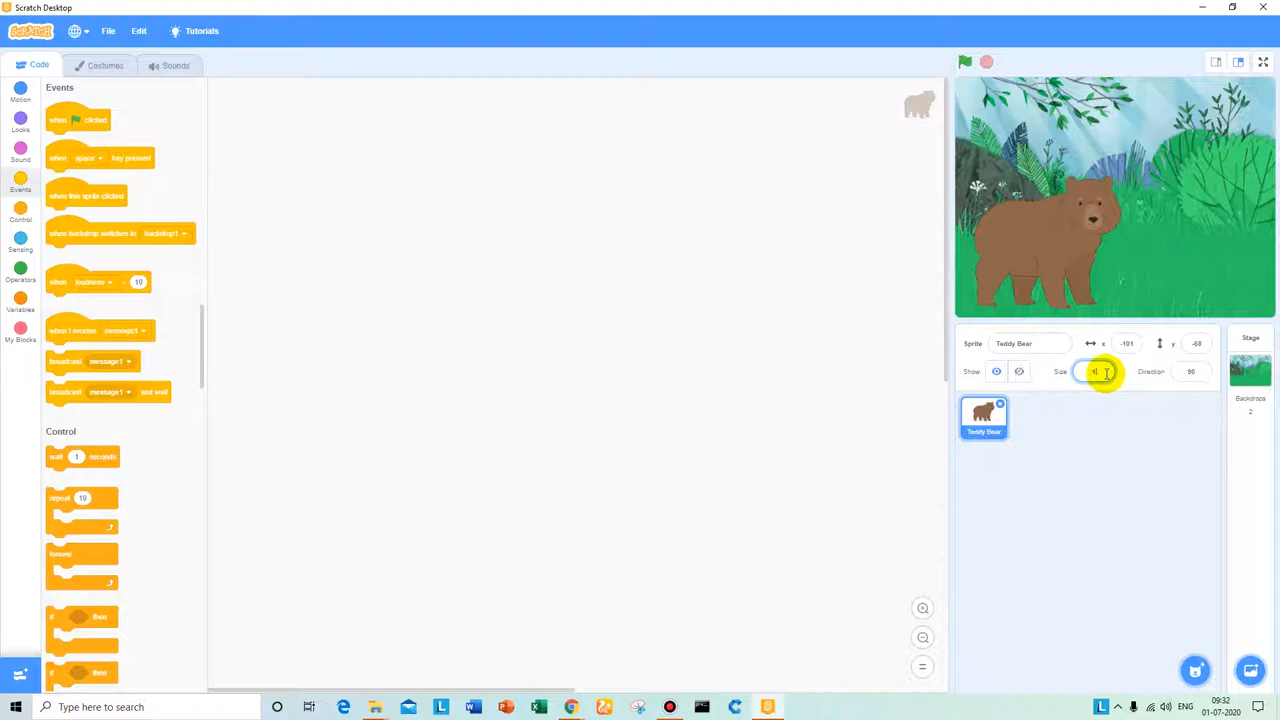 Scratch Desktop
SCRATCH File Edit Tutorials
Code Costumes Sounds
Motion
Looks
Sound
Events
Control
Sensing
Operators
Variables
My Blocks
Events
when clicked
when space key pressed
when this sprite clicked
when backdrop switches to backdrop1
when loudness > 10
when I receive message1
broadcast message1
broadcast message1 and wait
Control
wait 1 seconds
repeat 10
forever
if then
if then
Sprite Teddy Bear x -101 y -68
Show Size Direction 90
Teddy Bear
Stage
Backdrops
2
Type here to search
ENG
09:32
01-07-2020